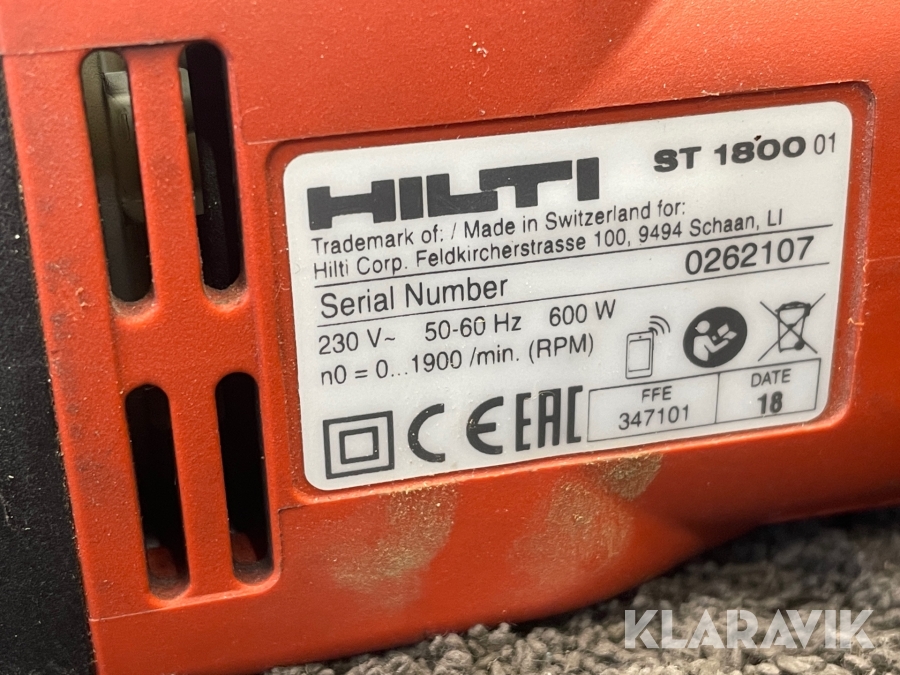 HILTI ST 1800 01
Trademark of: / Made in Switzerland for:
Hilti Corp. Feldkircherstrasse 100, 9494 Schaan, LI
Serial Number 0262107
230 V~ 50-60 Hz 600 W
n0 = 0...1900 /min. (RPM)
CE EAC
FFE
347101
DATE
18
KLARAVIK